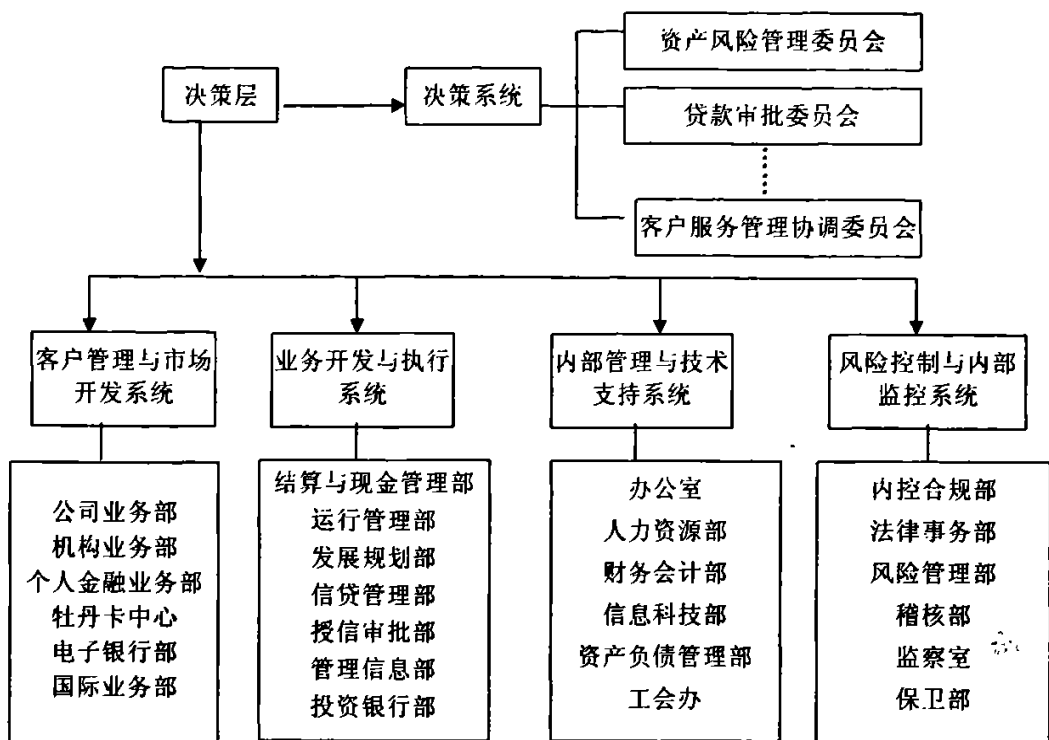 资产风险管理委员会
决策层
决策系统
贷款审批委员会
客户服务管理协调委员会
客户管理与市场
开发系统
业务开发与执行
系统
内部管理与技术
支持系统
风险控制与内部
监控系统
公司业务部
机构业务部
个人金融业务部
牡丹卡中心
电子银行部
国际业务部
结算与现金管理部
运行管理部
发展规划部
信贷管理部
授信审批部
管理信息部
投资银行部
办公室
人力资源部
财务会计部
信息科技部
资产负债管理部
工会办
内控合规部
法律事务部
风险管理部
稽核部
监察室
保卫部